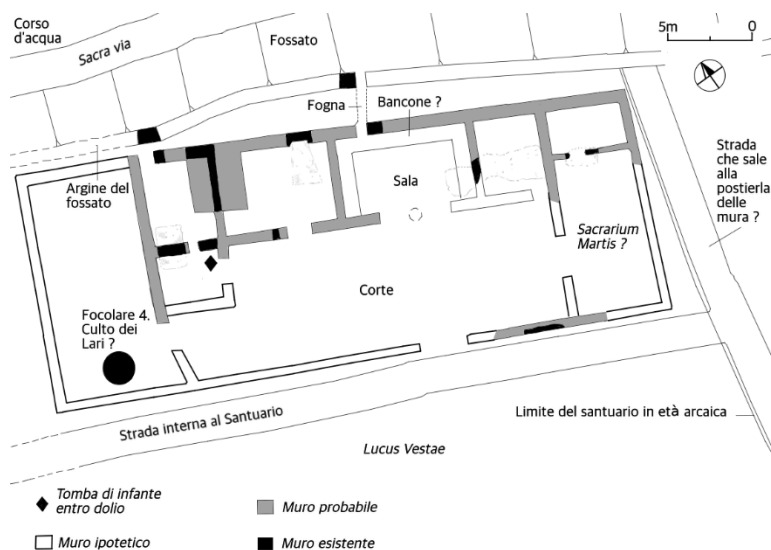 Corso
d'acqua
Sacra via
Fossato
5m
0
Fogna
Bancone ?
Argine del
fossato
Sala
Strada
che sale
alla
postierla
delle
mura ?
Sacrarium
Martis ?
Corte
Focolare 4.
Culto dei
Lari ?
Strada interna al Santuario
Limite del santuario in età arcaica
Lucus Vestae
Tomba di infante
entro dolio
Muro probabile
Muro ipotetico
Muro esistente